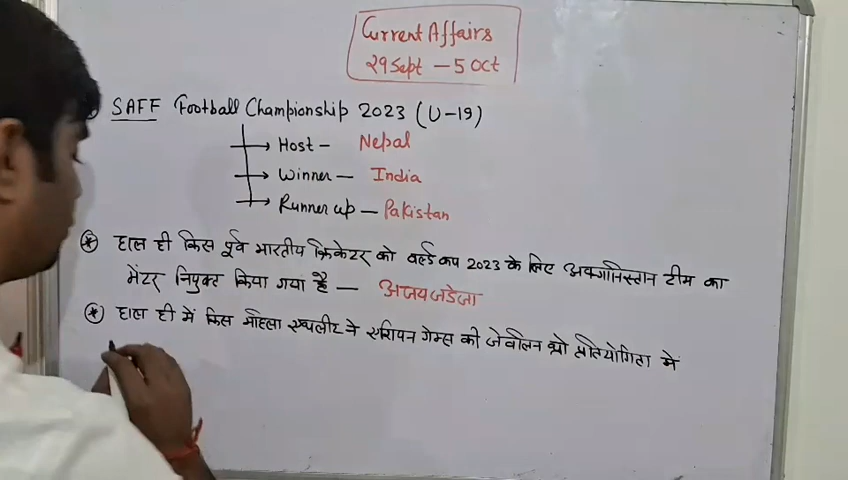 Current Affairs
29 Sept – 5 Oct
SAFF Football Championship 2023 (U-19)
→ Host – Nepal
→ Winner – India
→ Runner up – Pakistan
* हाल ही किस पूर्व भारतीय क्रिकेटर को वर्ल्ड कप 2023 के लिए अफगानिस्तान टीम का
मेंटर नियुक्त किया गया है – अजय जडेजा
* हाल ही में किस महिला एथलीट ने एशियन गेम्स की जेवलिन थ्रो प्रतियोगिता में